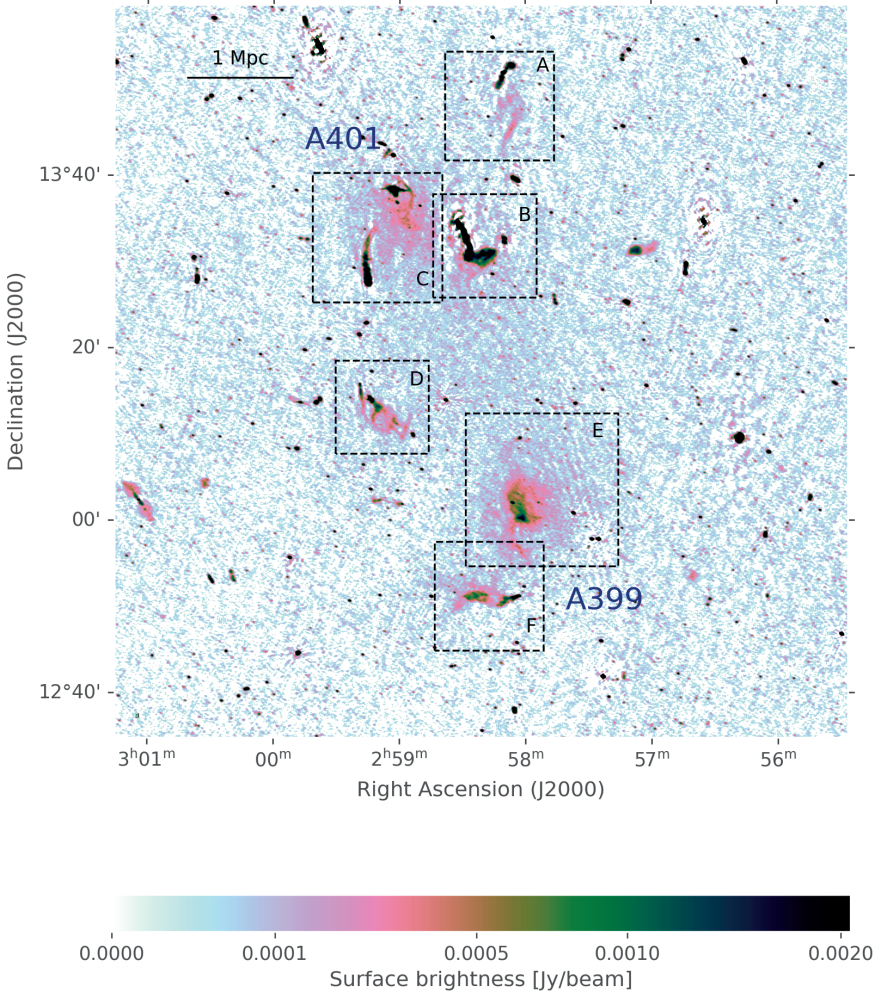 1 Mpc
A
A401
13°40'
B
C
20'
D
E
00'
A399
F
12°40'
3ʰ01ᵐ 00ᵐ 2ʰ59ᵐ 58ᵐ 57ᵐ 56ᵐ
Declination (J2000)
Right Ascension (J2000)
0.0000 0.0001 0.0005 0.0010 0.0020
Surface brightness [Jy/beam]